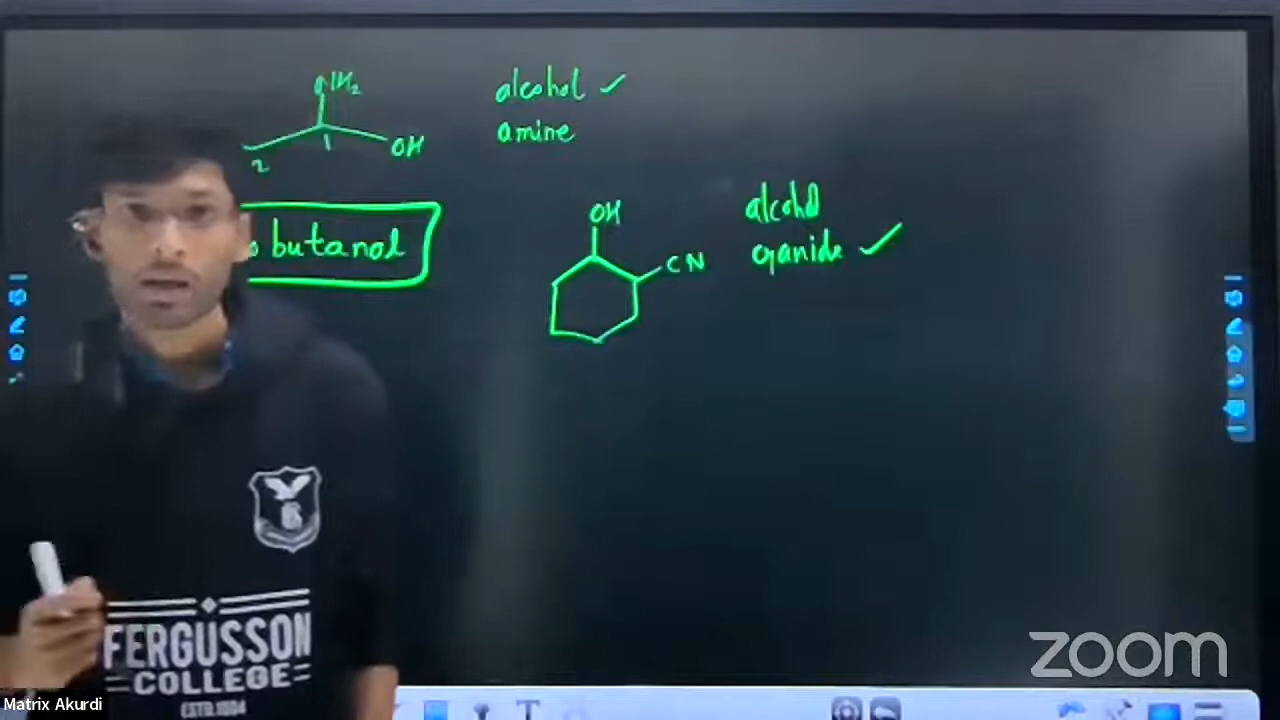 NH₂
OH
1
2
alcohol ✓
amine
butanol
OH
CN
alcohol
cyanide ✓
FERGUSSON
COLLEGE
ESTD.1884
zoom
Matrix Akurdi
T